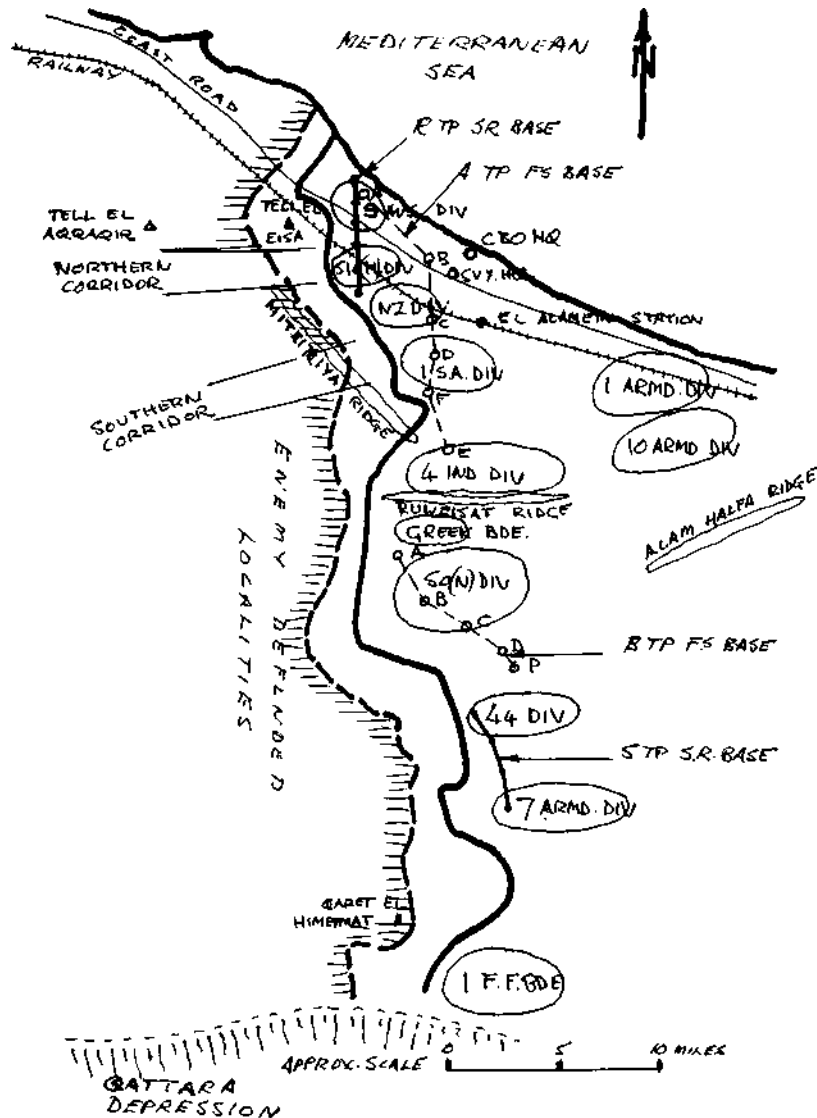 MEDITERRANEAN
SEA
N
COAST ROAD
RAILWAY
R TP SR BASE
A TP FS BASE
TELL EL
AQQAQIR
TELL EL
EISA
9 AUS. DIV
CBO HQ
B
SVY. HQ
NORTHERN
CORRIDOR
51(H) DIV
NZ DIV
C
EL ALAMEIN STATION
MITEIRIYA
RIDGE
D
1 S.A. DIV
F
1 ARMD. DIV
10 ARMD DIV
SOUTHERN
CORRIDOR
E
4 IND DIV
RUWEISAT RIDGE
GREEK BDE.
ALAM HALFA RIDGE
ENEMY DEFENDED
LOCALITIES
A
50(N) DIV
B
C
D
P
B TP FS BASE
44 DIV
S TP S.R. BASE
7 ARMD. DIV
QARET EL
HIMEIMAT
1 F.F. BDE
APPROX. SCALE
0 5 10 MILES
QATTARA
DEPRESSION